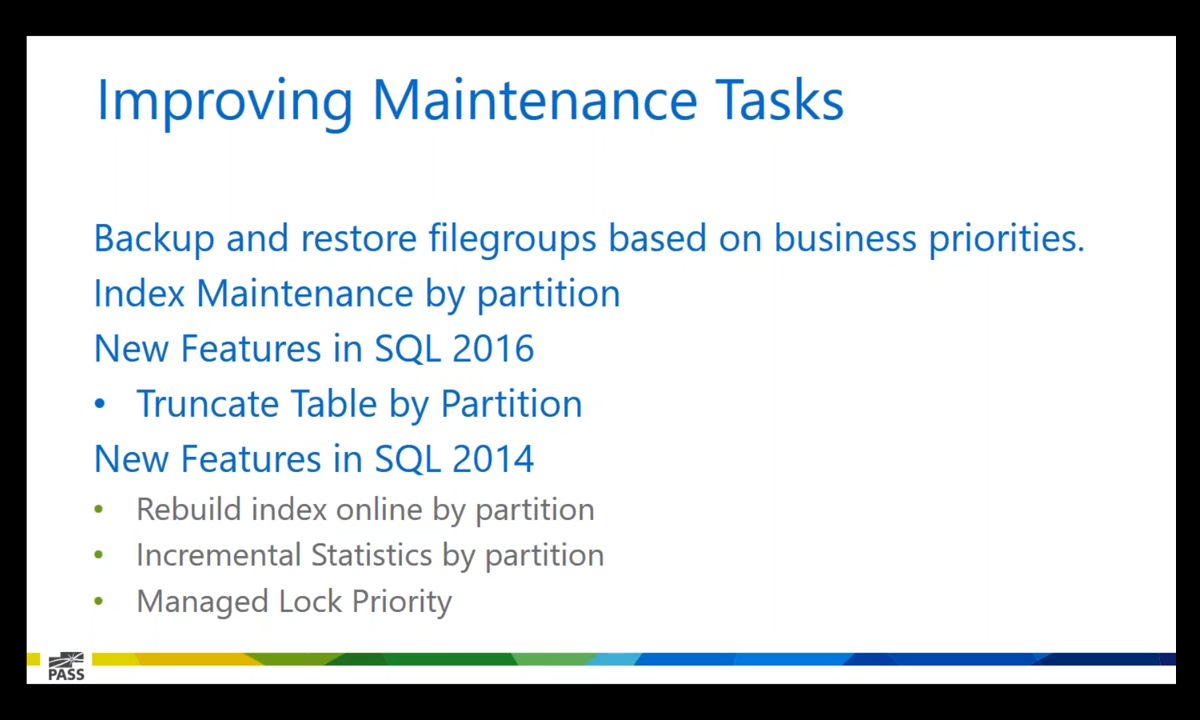 Improving Maintenance Tasks
Backup and restore filegroups based on business priorities.
Index Maintenance by partition
New Features in SQL 2016
• Truncate Table by Partition
New Features in SQL 2014
• Rebuild index online by partition
• Incremental Statistics by partition
• Managed Lock Priority
PASS